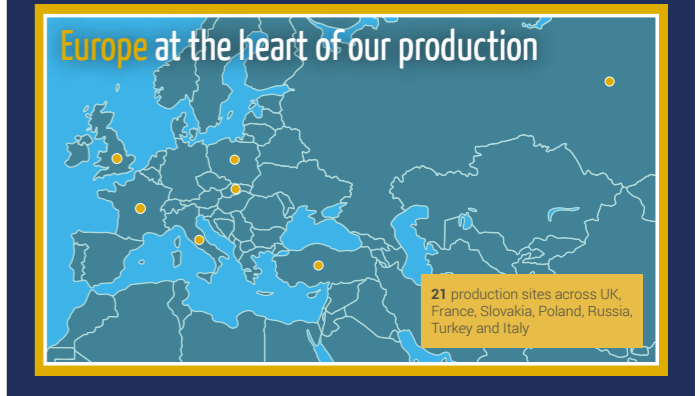 Europe at the heart of our production
21 production sites across UK,
France, Slovakia, Poland, Russia,
Turkey and Italy